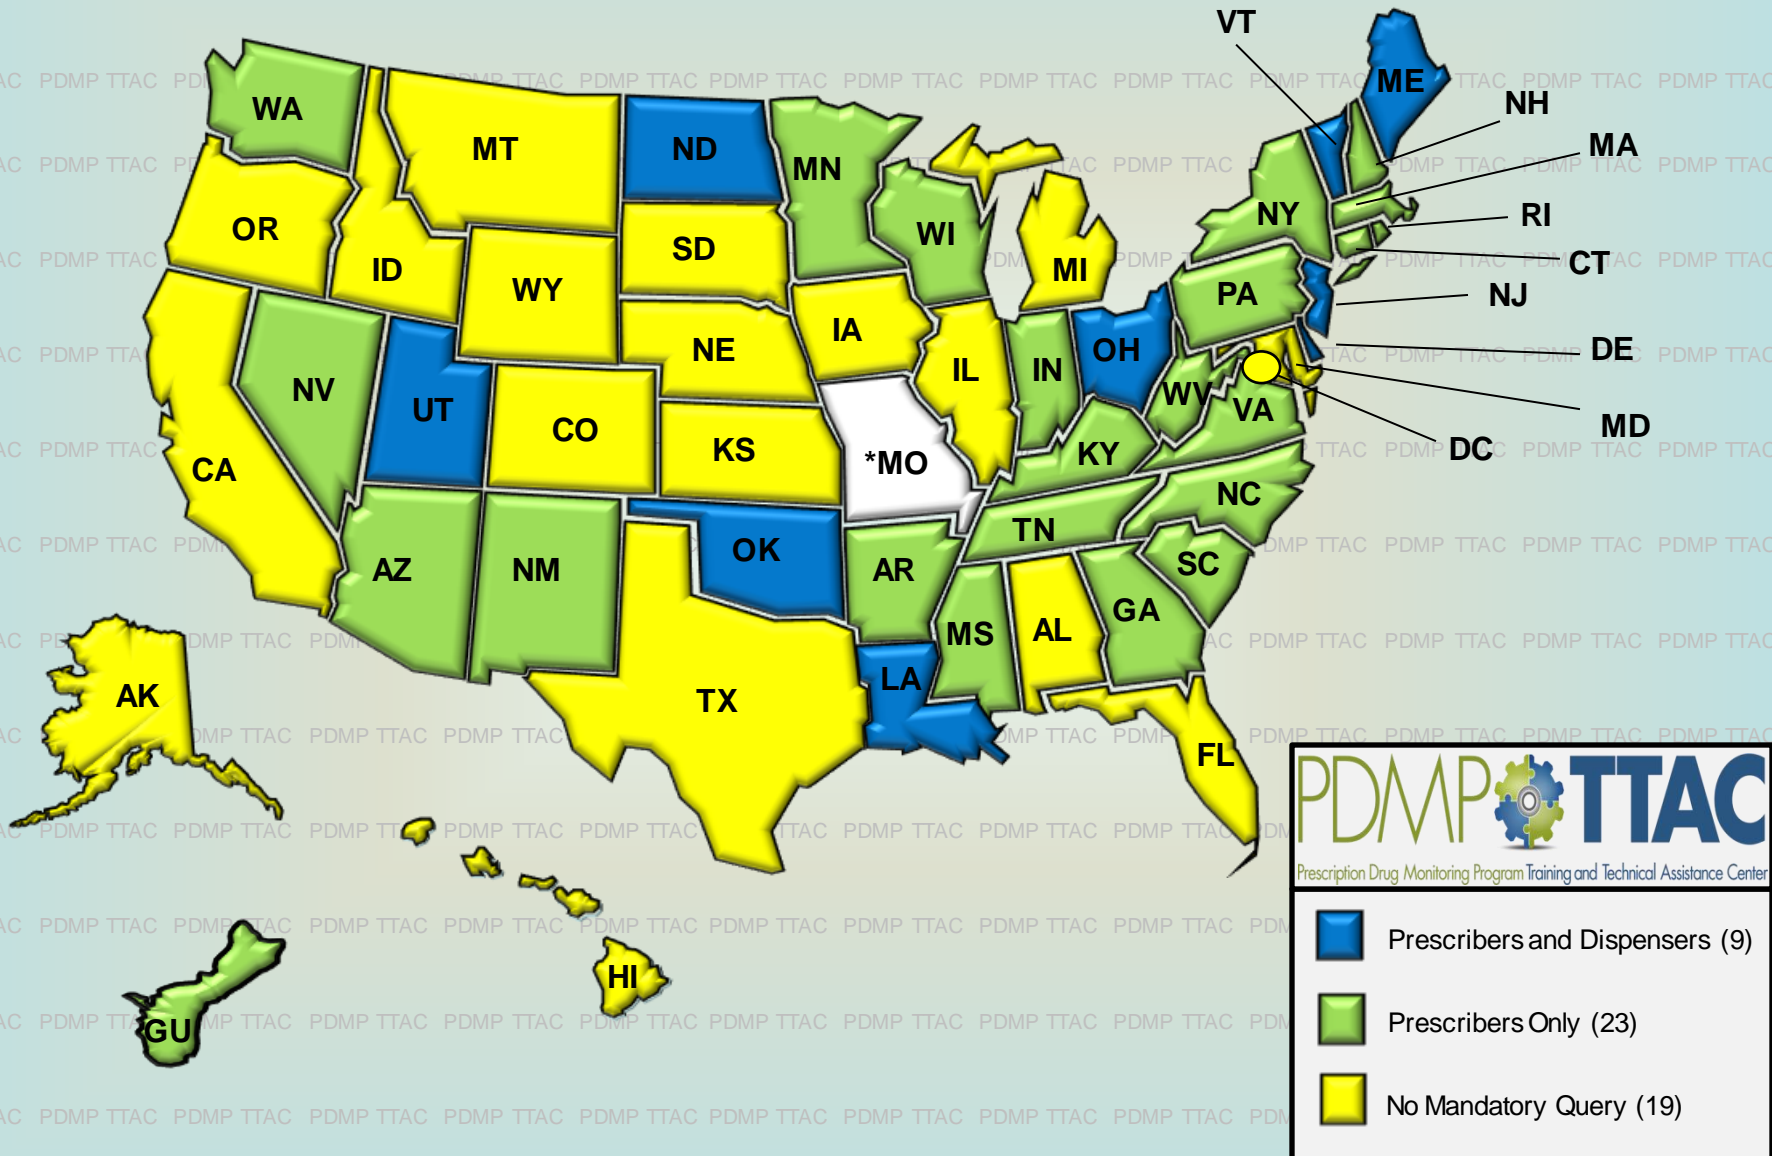 VT
ME
WA
NH
MT
ND
MA
MN
OR
NY
RI
WI
SD
ID
MI
CT
WY
PA
NJ
IA
NE
OH
DE
IL
IN
NV
WV
UT
VA
CO
MD
KS
KY
DC
CA
*MO
NC
TN
OK
AZ
NM
AR
SC
GA
MS
AL
LA
AK
TX
FL
HI
GU
PDMP TTAC
Prescription Drug Monitoring Program Training and Technical Assistance Center
Prescribers and Dispensers (9)
Prescribers Only (23)
No Mandatory Query (19)